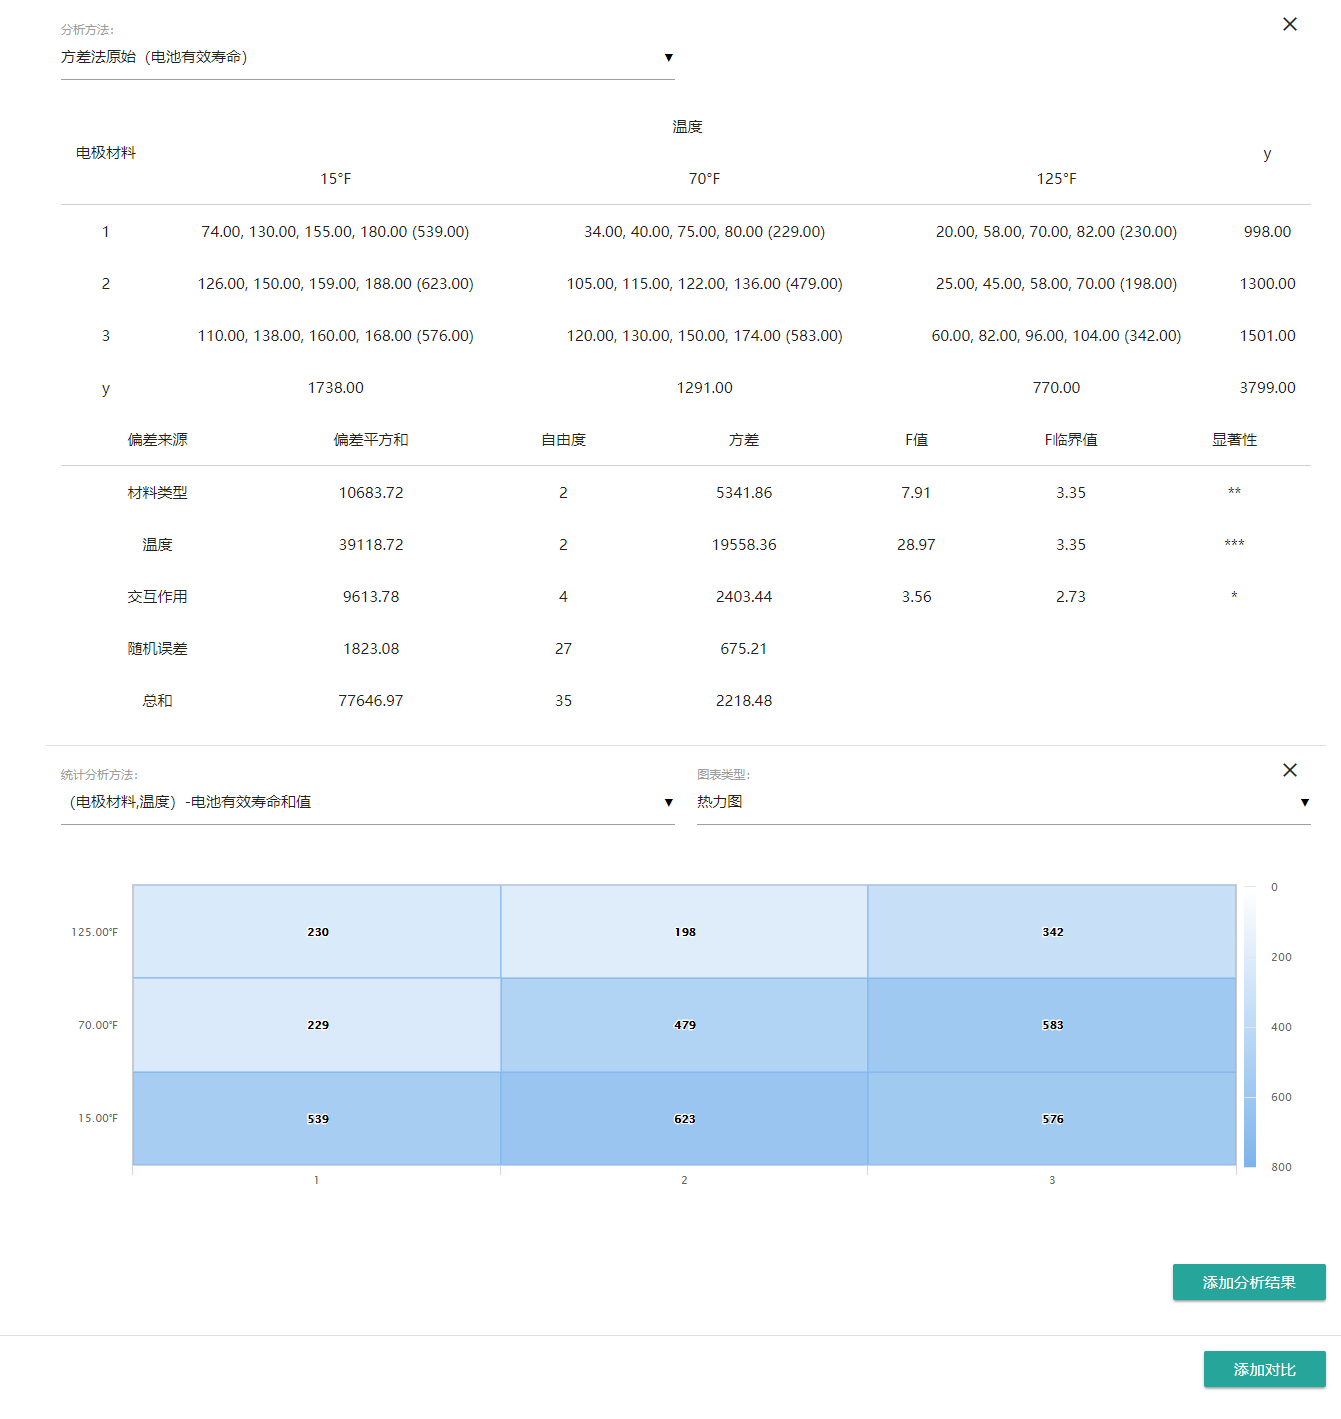 分析方法:
方差法原始（电池有效寿命）
温度
电极材料
y
15°F 70°F 125°F
1 74.00, 130.00, 155.00, 180.00 (539.00) 34.00, 40.00, 75.00, 80.00 (229.00) 20.00, 58.00, 70.00, 82.00 (230.00) 998.00
2 126.00, 150.00, 159.00, 188.00 (623.00) 105.00, 115.00, 122.00, 136.00 (479.00) 25.00, 45.00, 58.00, 70.00 (198.00) 1300.00
3 110.00, 138.00, 160.00, 168.00 (576.00) 120.00, 130.00, 150.00, 174.00 (583.00) 60.00, 82.00, 96.00, 104.00 (342.00) 1501.00
y 1738.00 1291.00 770.00 3799.00
偏差来源 偏差平方和 自由度 方差 F值 F临界值 显著性
材料类型 10683.72 2 5341.86 7.91 3.35 **
温度 39118.72 2 19558.36 28.97 3.35 ***
交互作用 9613.78 4 2403.44 3.56 2.73 *
随机误差 1823.08 27 675.21
总和 77646.97 35 2218.48
统计分析方法: 图表类型:
（电极材料,温度）-电池有效寿命和值 热力图
125.00°F 230 198 342
70.00°F 229 479 583
15.00°F 539 623 576
1 2 3
0
200
400
600
800
添加分析结果
添加对比